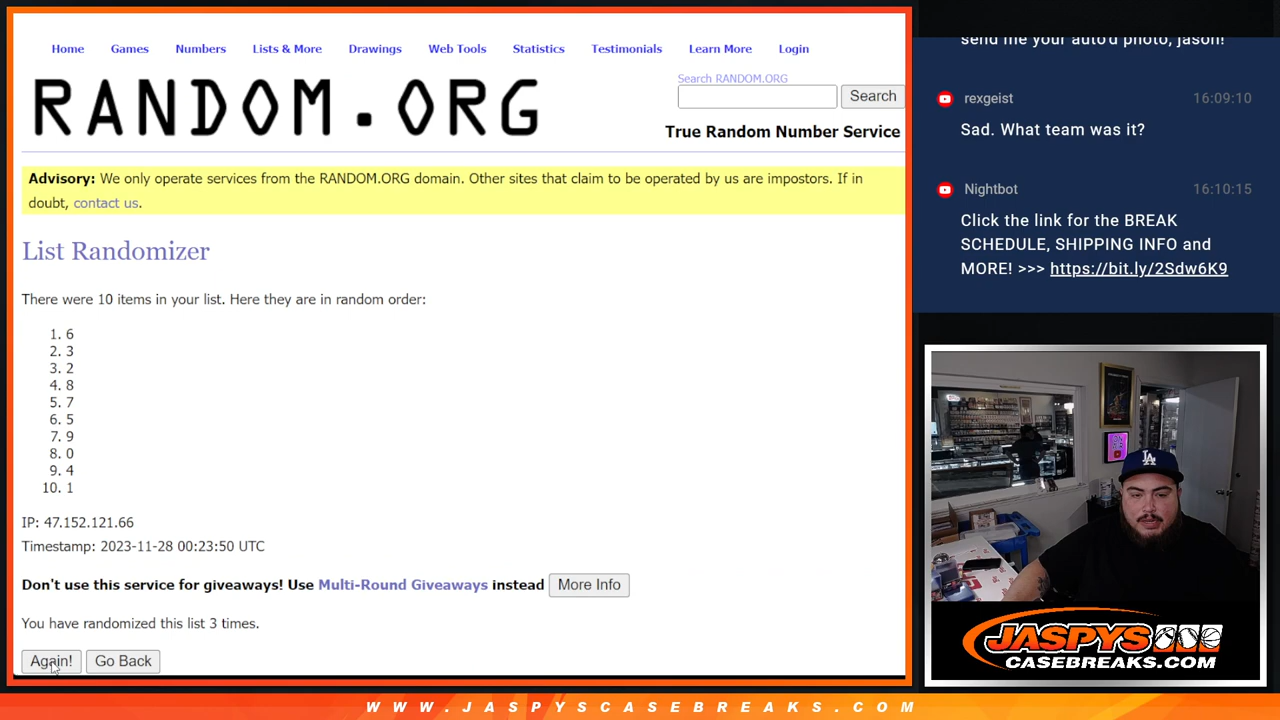 Home Games Numbers Lists & More Drawings Web Tools Statistics Testimonials Learn More Login
RANDOM.ORG
Search RANDOM.ORG
Search
True Random Number Service
Advisory: We only operate services from the RANDOM.ORG domain. Other sites that claim to be operated by us are impostors. If in
doubt, contact us.
List Randomizer
There were 10 items in your list. Here they are in random order:
1. 6
2. 3
3. 2
4. 8
5. 7
6. 5
7. 9
8. 0
9. 4
10. 1
IP: 47.152.121.66
Timestamp: 2023-11-28 00:23:50 UTC
Don't use this service for giveaways! Use Multi-Round Giveaways instead More Info
You have randomized this list 3 times.
Again! Go Back
send me your auto'd photo, jason!
rexgeist 16:09:10
Sad. What team was it?
Nightbot 16:10:15
Click the link for the BREAK
SCHEDULE, SHIPPING INFO and
MORE! >>> https://bit.ly/2Sdw6K9
LA
JASPYS
CASEBREAKS.COM
WWW.JASPYSCASEBREAKS.COM